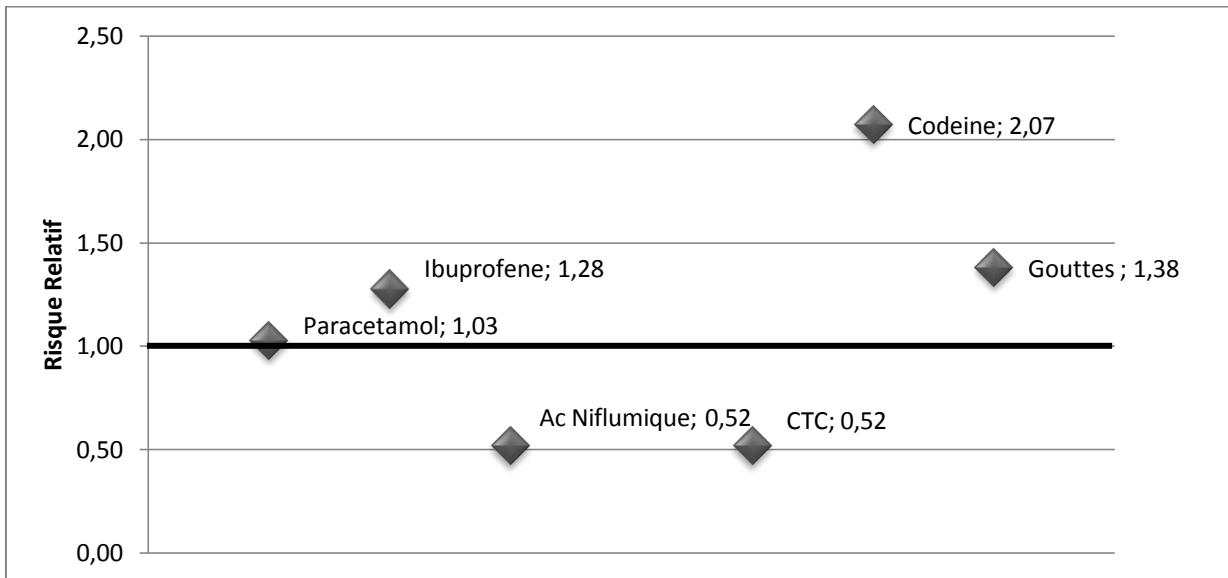 2,50
2,00
1,50
1,00
0,50
0,00
Risque Relatif
Codeine; 2,07
Ibuprofene; 1,28
Gouttes ; 1,38
Paracetamol; 1,03
Ac Niflumique; 0,52
CTC; 0,52